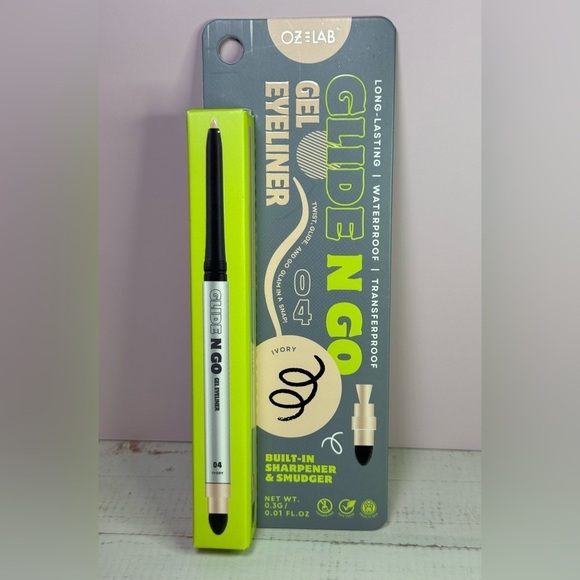 OZ LAB
GEL
EYELINER
GLIDE N GO
LONG-LASTING | WATERPROOF | TRANSFERPROOF
TWIST, GLIDE, AND GO GLAM IN A SNAP!
04
IVORY
BUILT-IN
SHARPENER
& SMUDGER
NET WT.
0.3G/
0.01 FL.OZ
GLIDE N GO
GEL EYELINER
04
IVORY